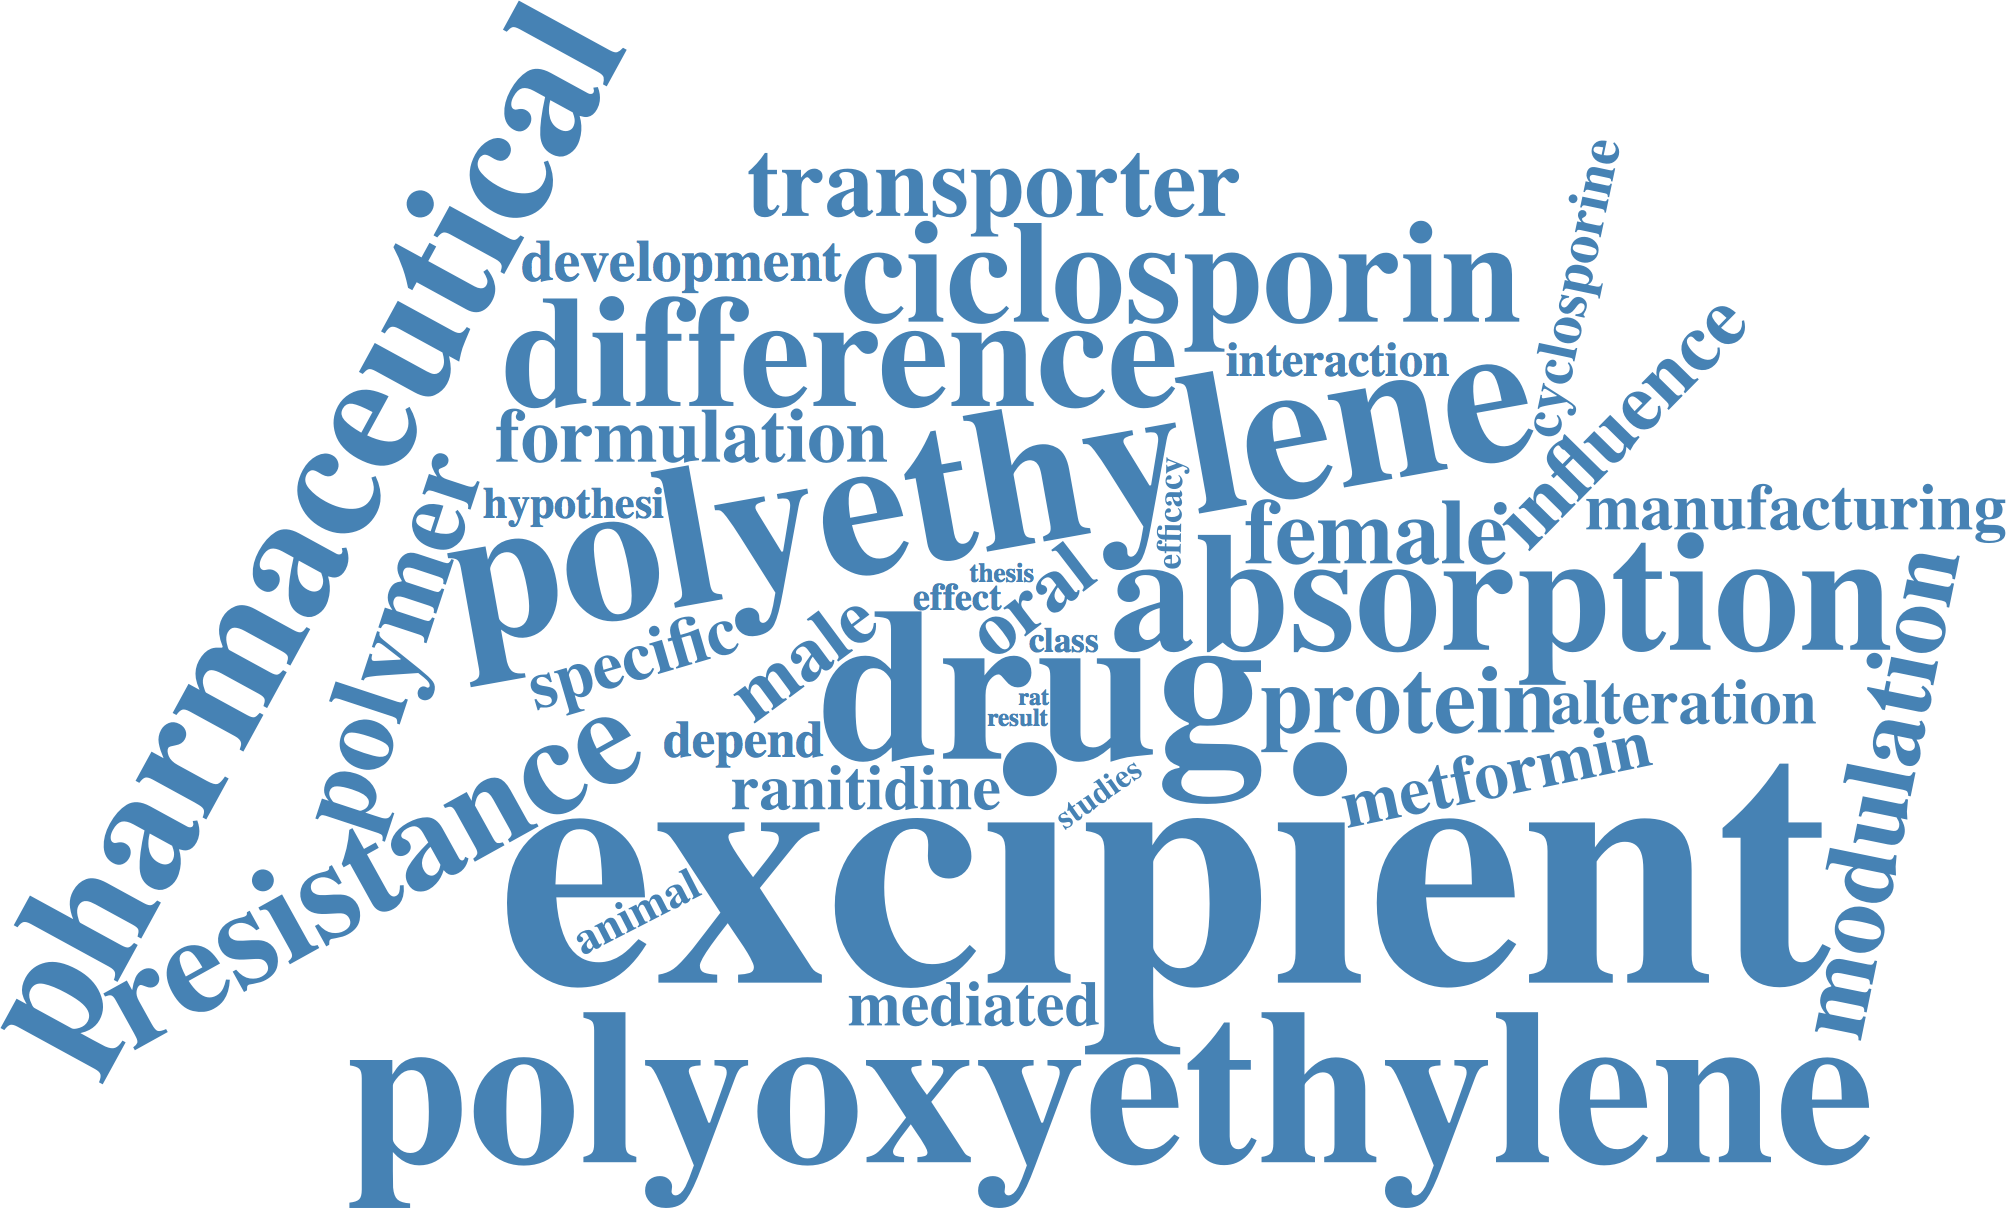 pharmaceutical
transporter
cyclosporine
development
ciclosporin
difference
interaction
influence
formulation
polyethylene
polymer
hypothesi
efficacy
female
manufacturing
thesis
effect
oral
absorption
modulation
specific
male
class
drug
rat
result
protein
alteration
resistance
depend
ranitidine
studies
metformin
excipient
animal
mediated
polyoxyethylene